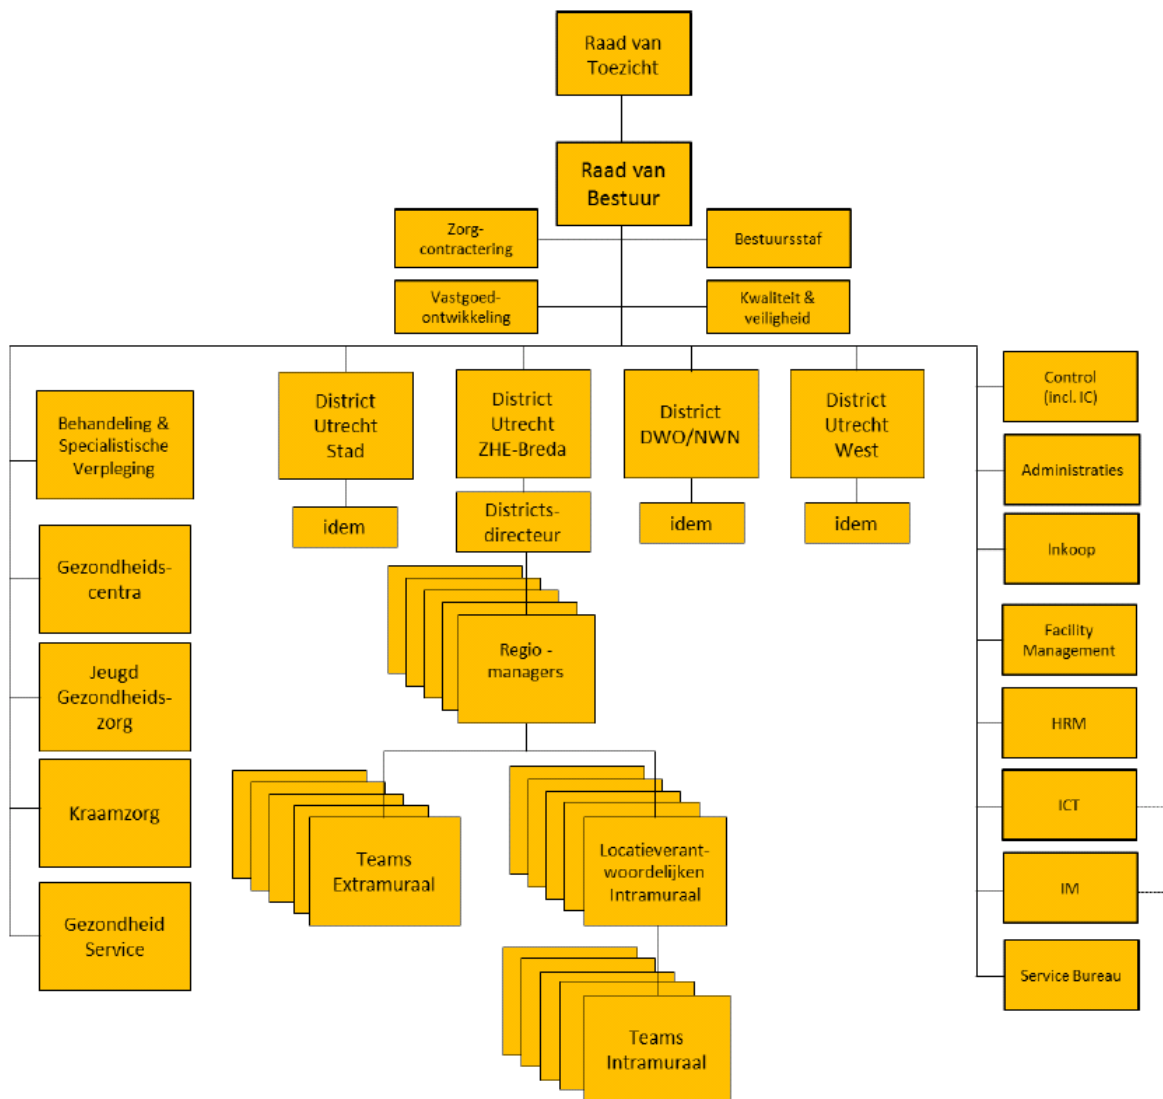 Raad van
Toezicht
Raad van
Bestuur
Zorg-
contractering
Bestuursstaf
Vastgoed-
ontwikkeling
Kwaliteit &
veiligheid
Behandeling &
Specialistische
Verpleging
Gezondheids-
centra
Jeugd
Gezondheids-
zorg
Kraamzorg
Gezondheid
Service
District
Utrecht
Stad
idem
District
Utrecht
ZHE-Breda
Districts-
directeur
Regio -
managers
Teams
Extramuraal
Locatieverant-
woordelijken
Intramuraal
Teams
Intramuraal
District
DWO/NWN
idem
District
Utrecht
West
idem
Control
(incl. IC)
Administraties
Inkoop
Facility
Management
HRM
ICT
IM
Service Bureau